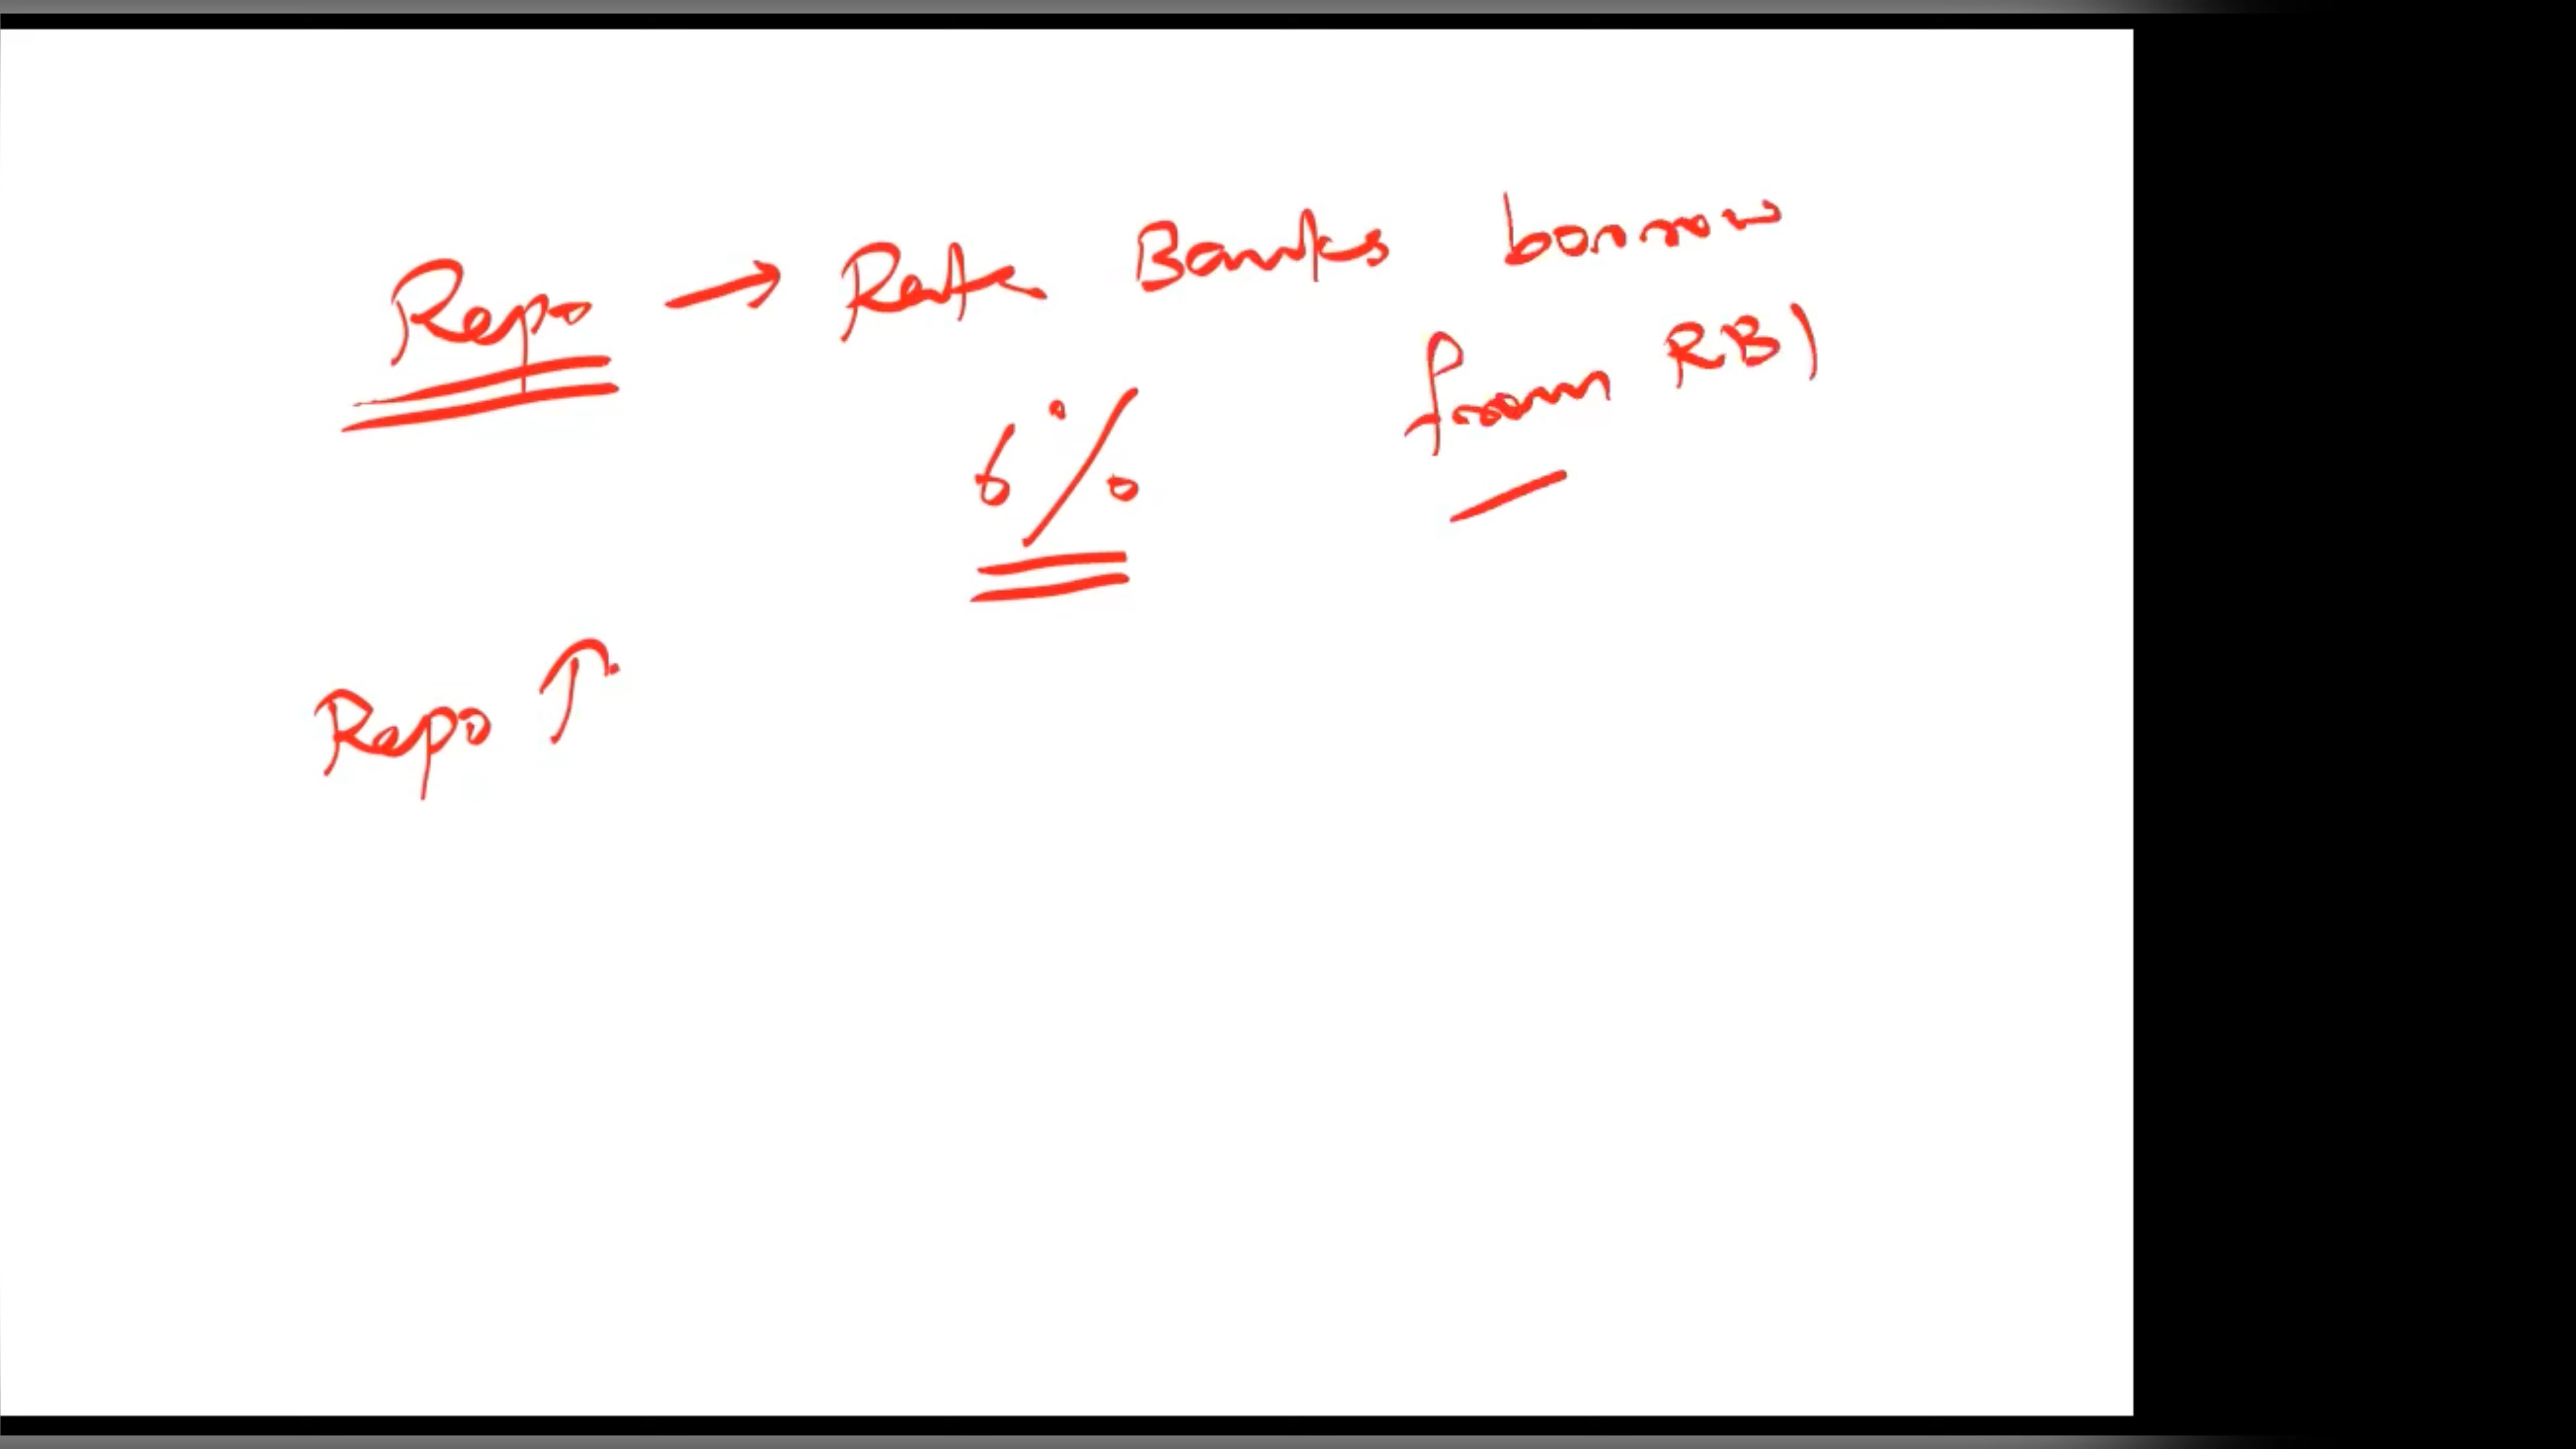 Repo → Rate Banks borrow
from RBI
6%
Repo ↑